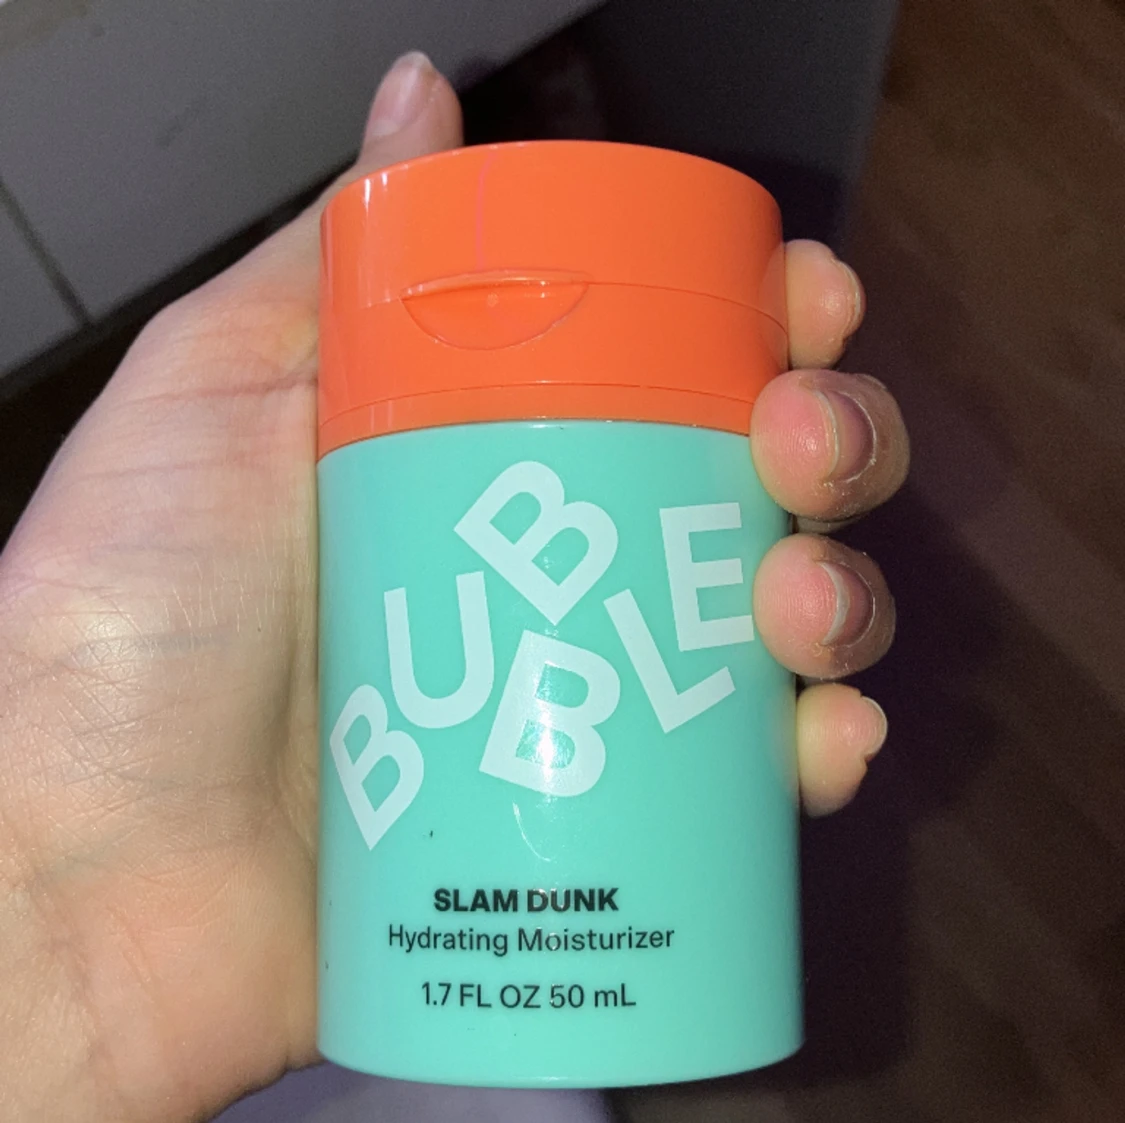 BUBBLE
SLAM DUNK
Hydrating Moisturizer
1.7 FL OZ 50 mL